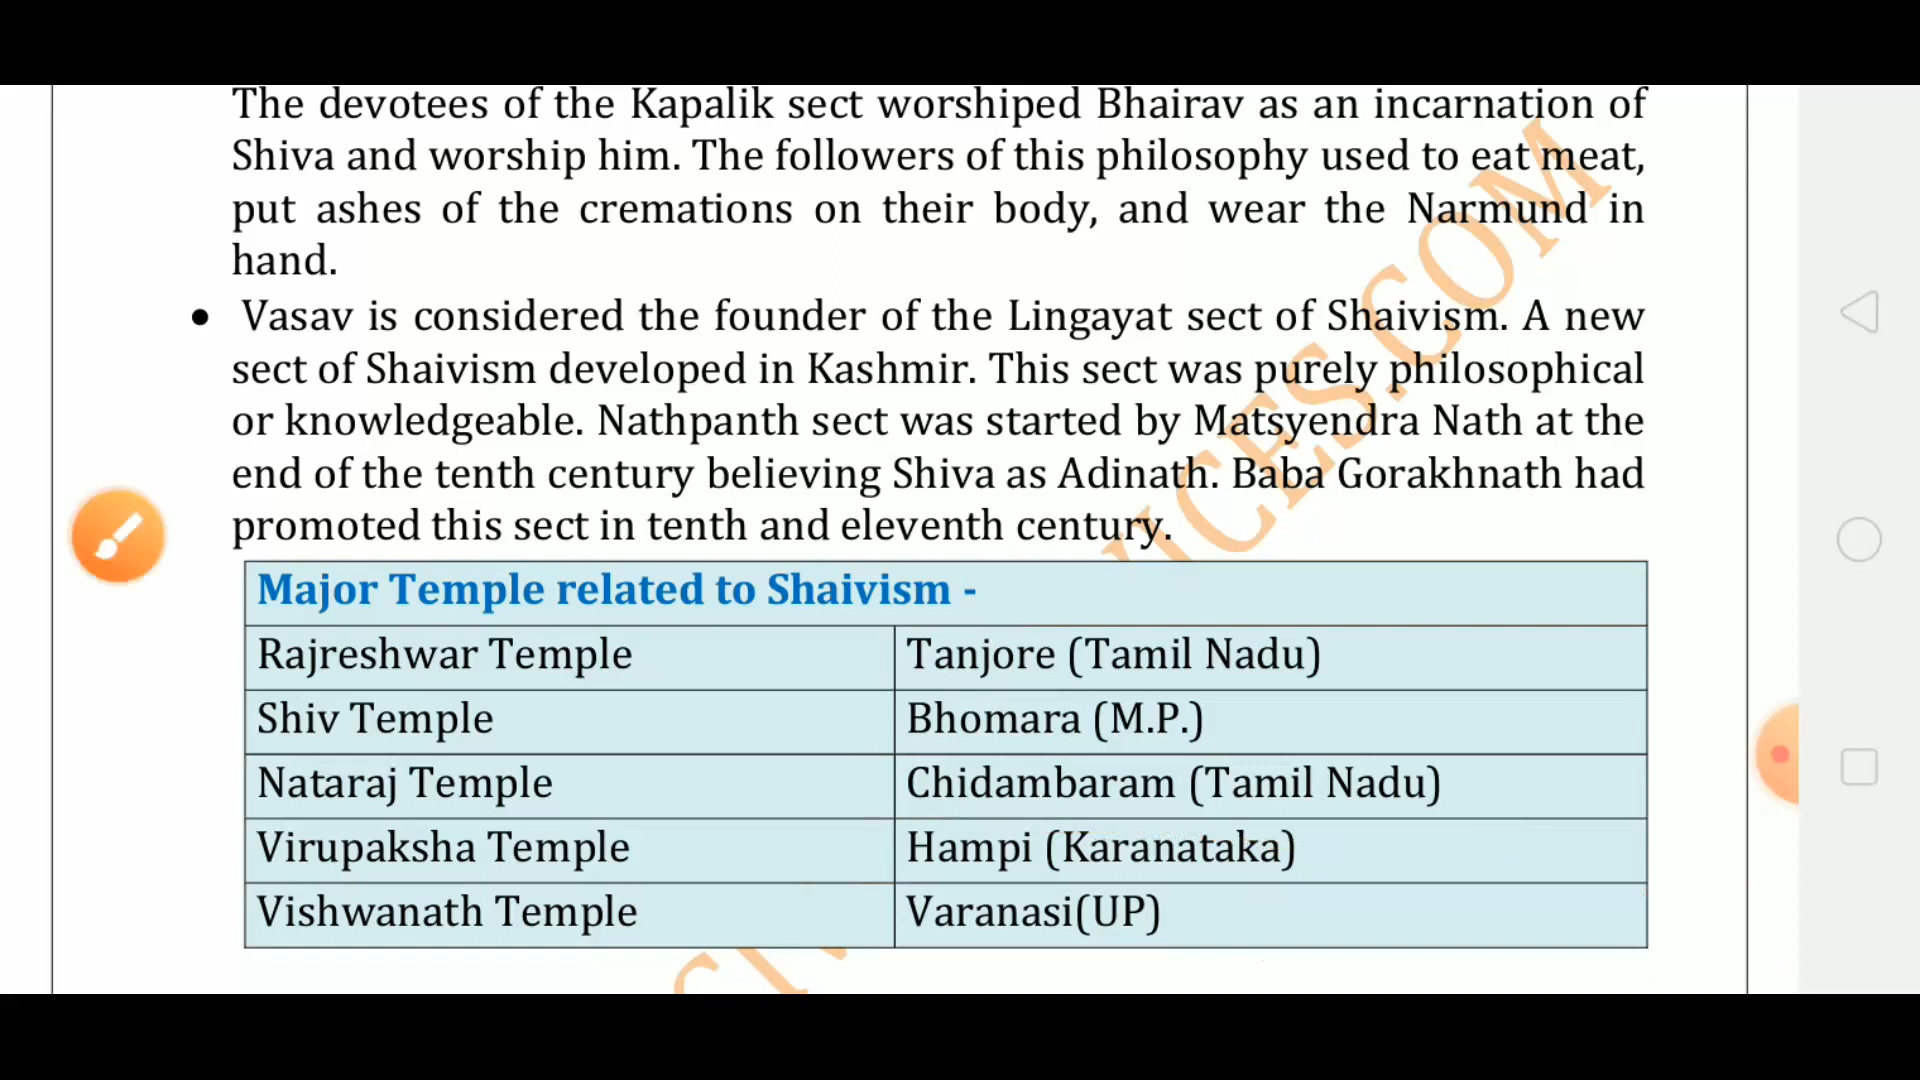 The devotees of the Kapalik sect worshiped Bhairav as an incarnation of
Shiva and worship him. The followers of this philosophy used to eat meat,
put ashes of the cremations on their body, and wear the Narmund in
hand.
• Vasav is considered the founder of the Lingayat sect of Shaivism. A new
sect of Shaivism developed in Kashmir. This sect was purely philosophical
or knowledgeable. Nathpanth sect was started by Matsyendra Nath at the
end of the tenth century believing Shiva as Adinath. Baba Gorakhnath had
promoted this sect in tenth and eleventh century.
Major Temple related to Shaivism -
Rajreshwar Temple Tanjore (Tamil Nadu)
Shiv Temple Bhomara (M.P.)
Nataraj Temple Chidambaram (Tamil Nadu)
Virupaksha Temple Hampi (Karanataka)
Vishwanath Temple Varanasi(UP)